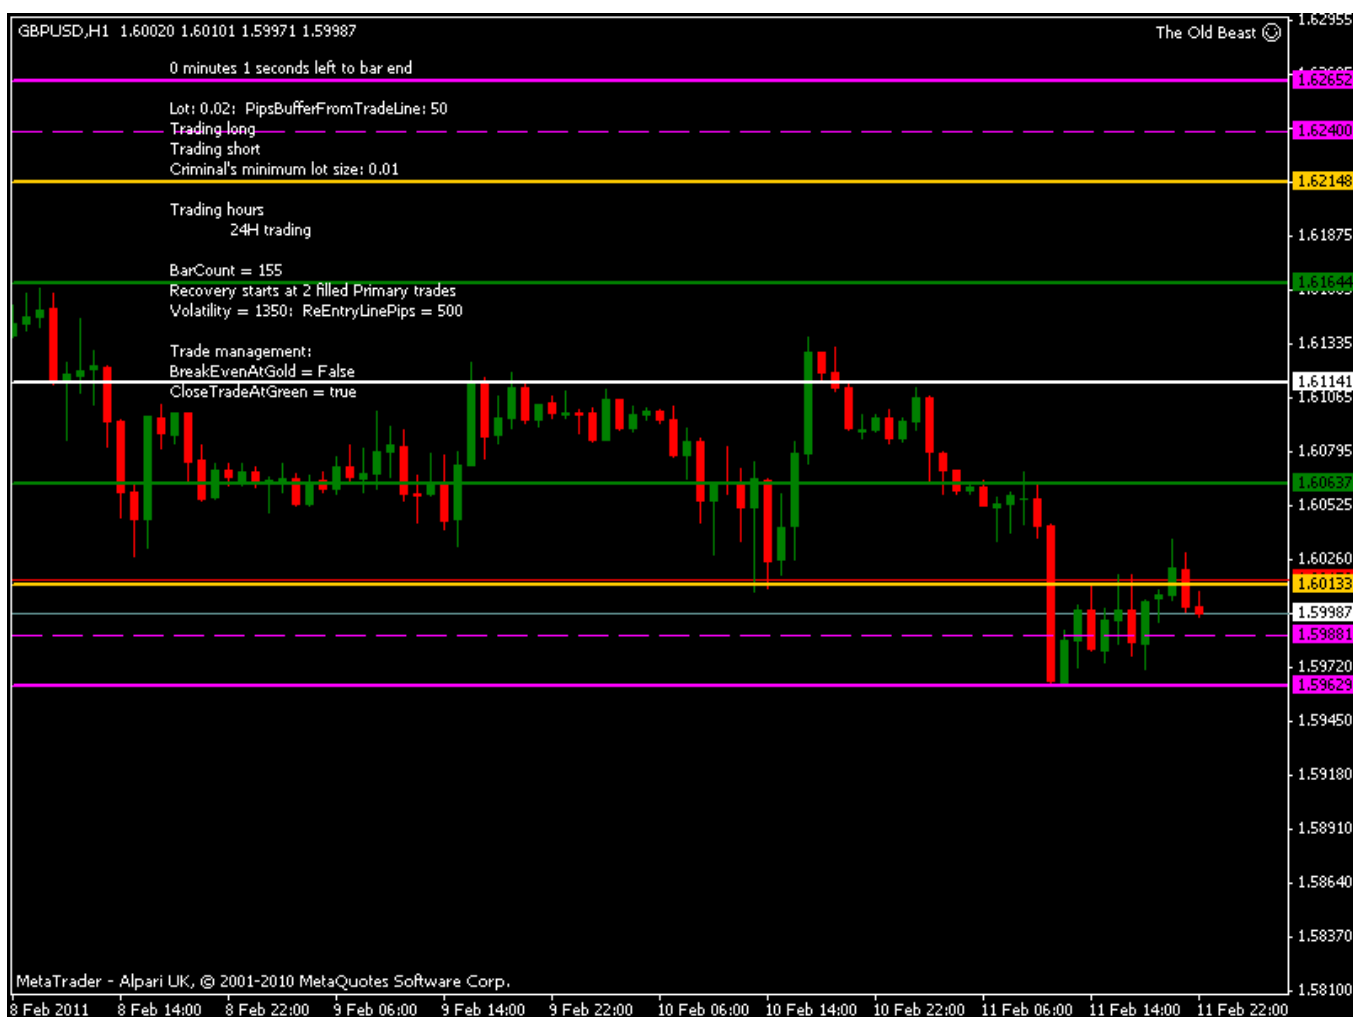 GBPUSD,H1 1.60020 1.60101 1.59971 1.59987
The Old Beast
0 minutes 1 seconds left to bar end
Lot: 0.02: PipsBufferFromTradeLine: 50
Trading long
Trading short
Criminal's minimum lot size: 0.01
Trading hours
24H trading
BarCount = 155
Recovery starts at 2 filled Primary trades
Volatility = 1350: ReEntryLinePips = 500
Trade management:
BreakEvenAtGold = False
CloseTradeAtGreen = true
1.62955
1.62652
1.62400
1.62148
1.61875
1.61644
1.61335
1.61141
1.61065
1.60795
1.60637
1.60525
1.60260
1.60133
1.59987
1.59881
1.59720
1.59629
1.59450
1.59180
1.58910
1.58640
1.58370
1.58100
MetaTrader - Alpari UK, © 2001-2010 MetaQuotes Software Corp.
8 Feb 2011 8 Feb 14:00 8 Feb 22:00 9 Feb 06:00 9 Feb 14:00 9 Feb 22:00 10 Feb 06:00 10 Feb 14:00 10 Feb 22:00 11 Feb 06:00 11 Feb 14:00 11 Feb 22:00